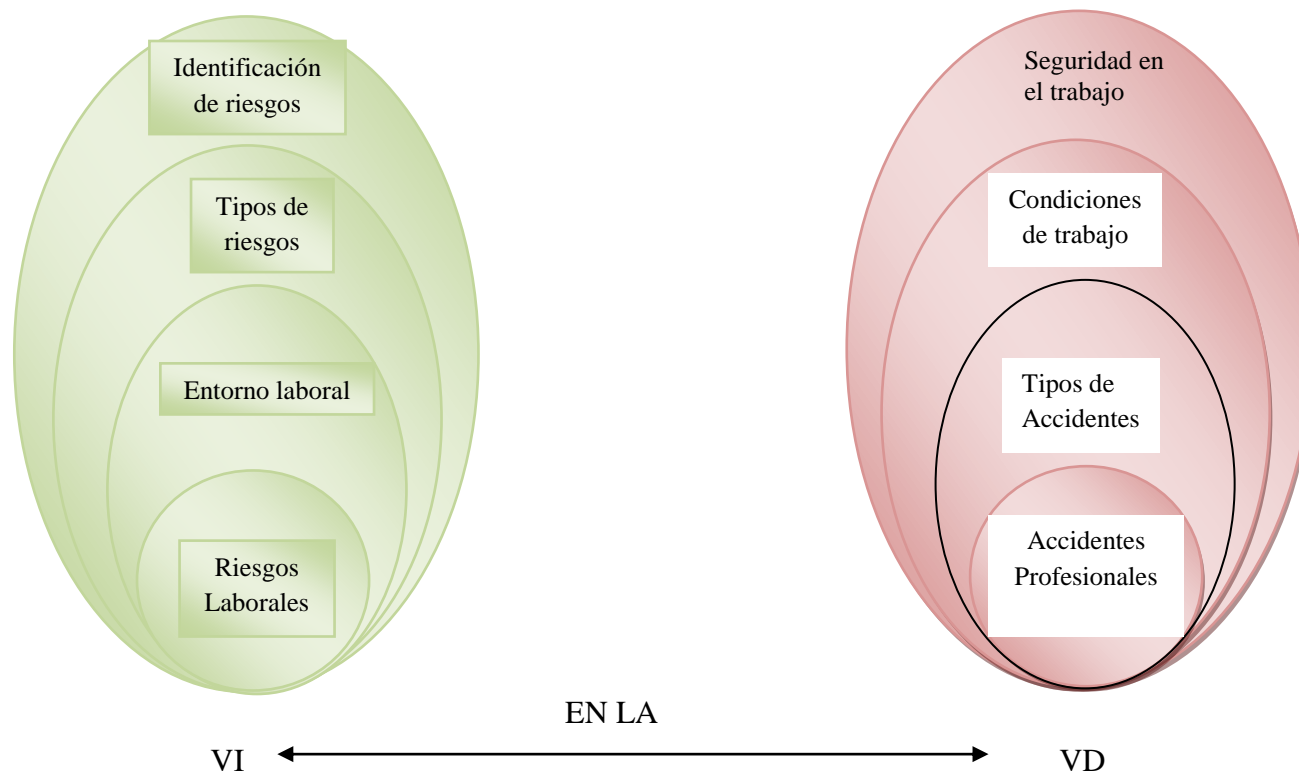 Identificación
de riesgos
Tipos de
riesgos
Entorno laboral
Riesgos
Laborales
Seguridad en
el trabajo
Condiciones
de trabajo
Tipos de
Accidentes
Accidentes
Profesionales
EN LA
VI
VD